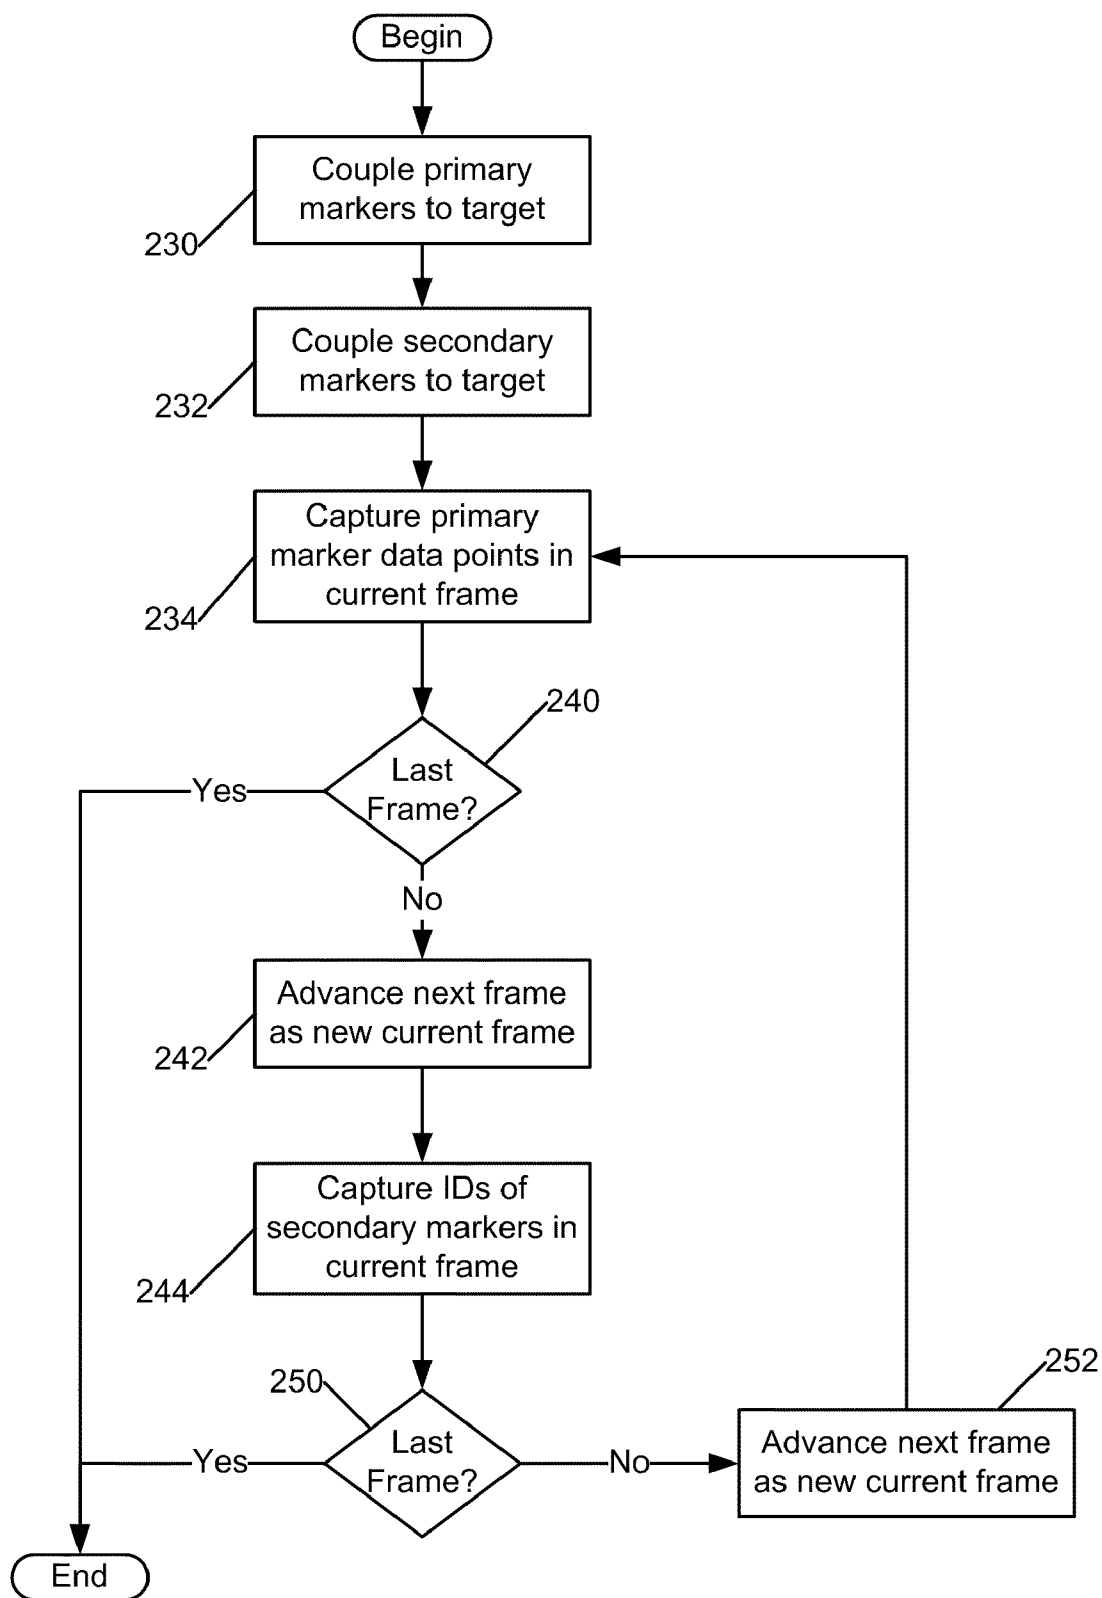 Begin
Couple primary
markers to target
230
Couple secondary
markers to target
232
Capture primary
marker data points in
current frame
234
240
Last
Frame?
Yes
No
Advance next frame
as new current frame
242
Capture IDs of
secondary markers in
current frame
244
250
Last
Frame?
Yes
No
252
Advance next frame
as new current frame
End